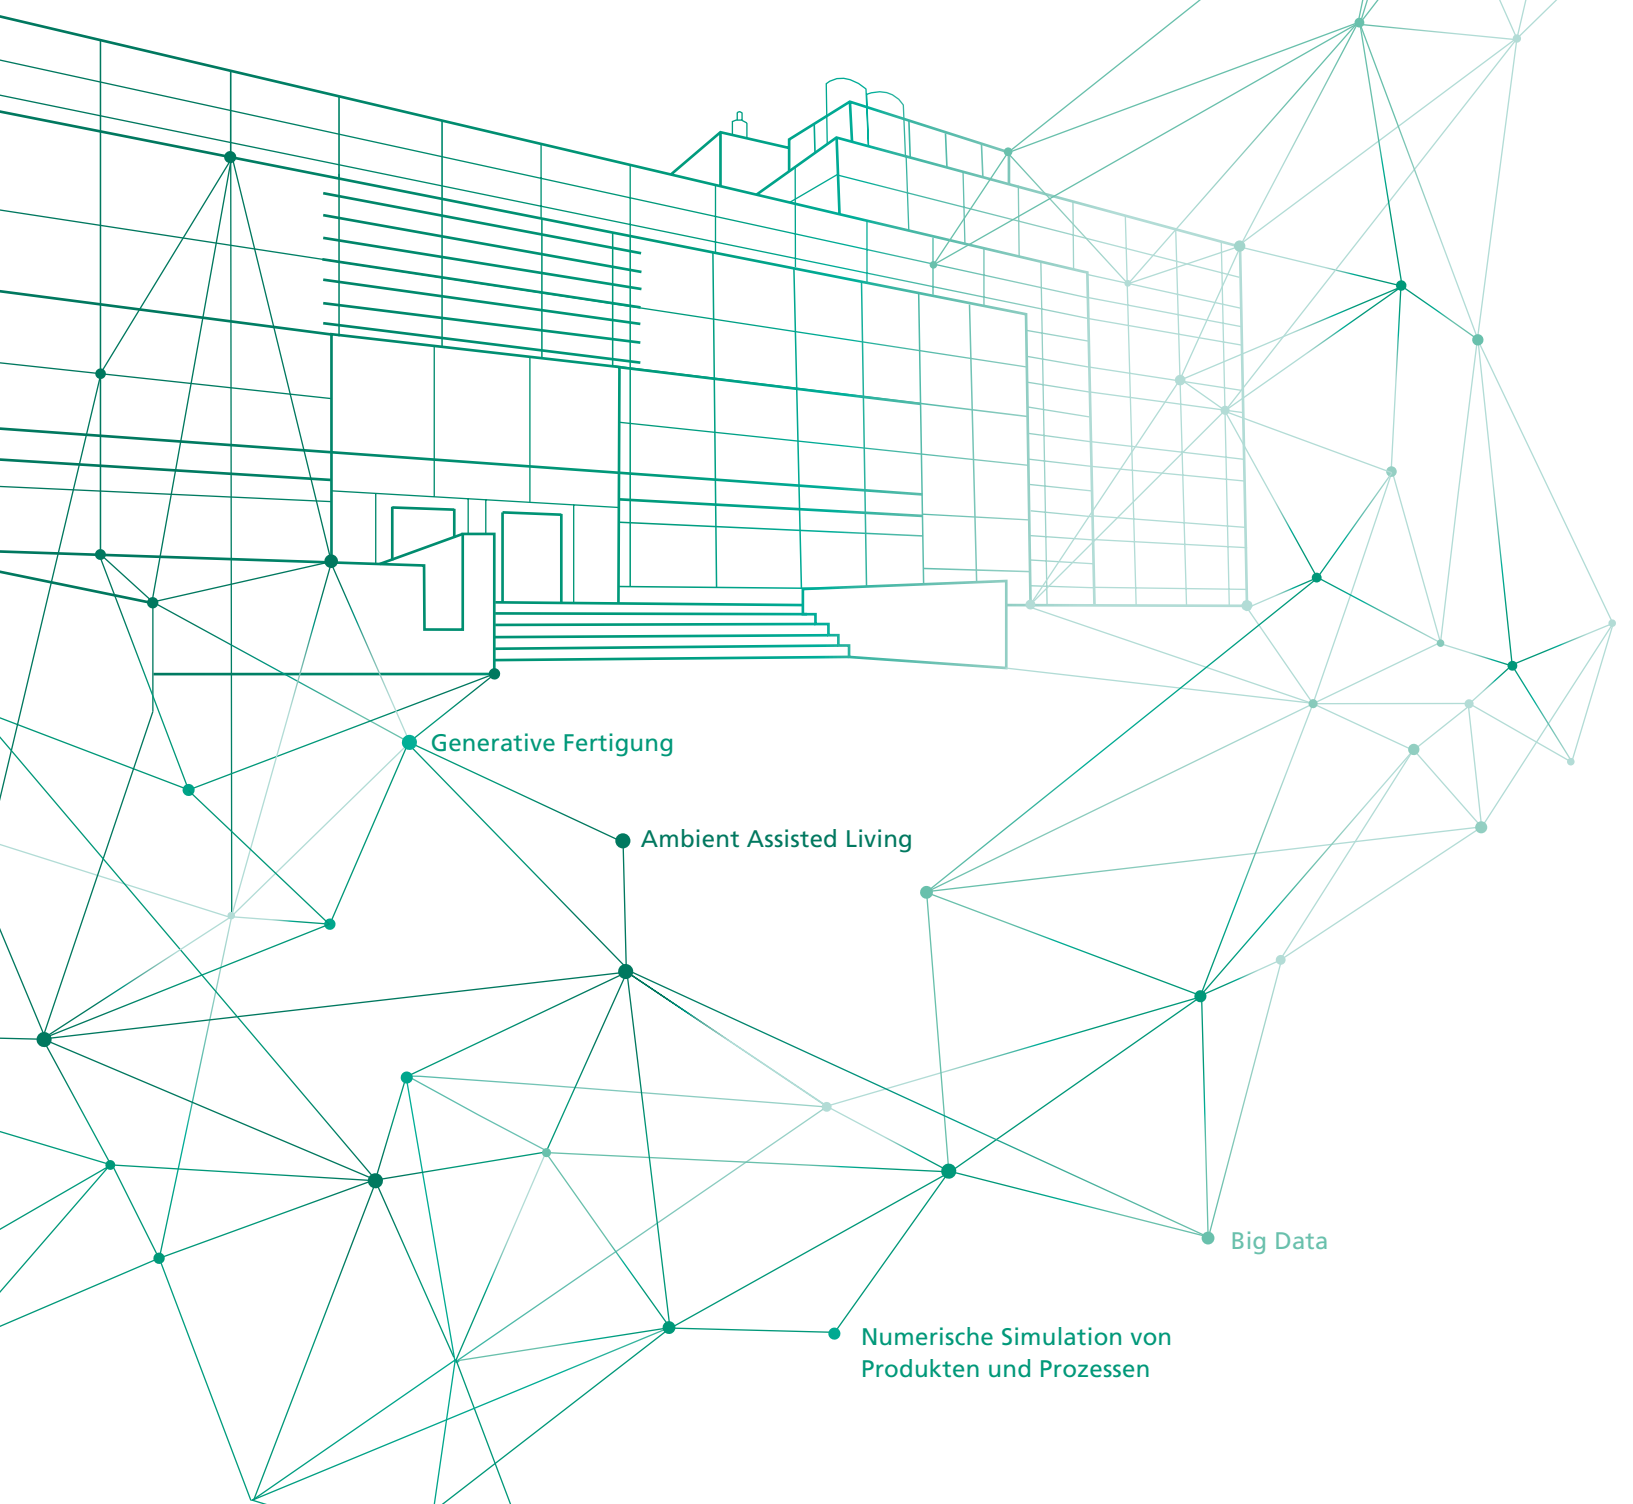 Generative Fertigung
Ambient Assisted Living
Big Data
Numerische Simulation von
Produkten und Prozessen